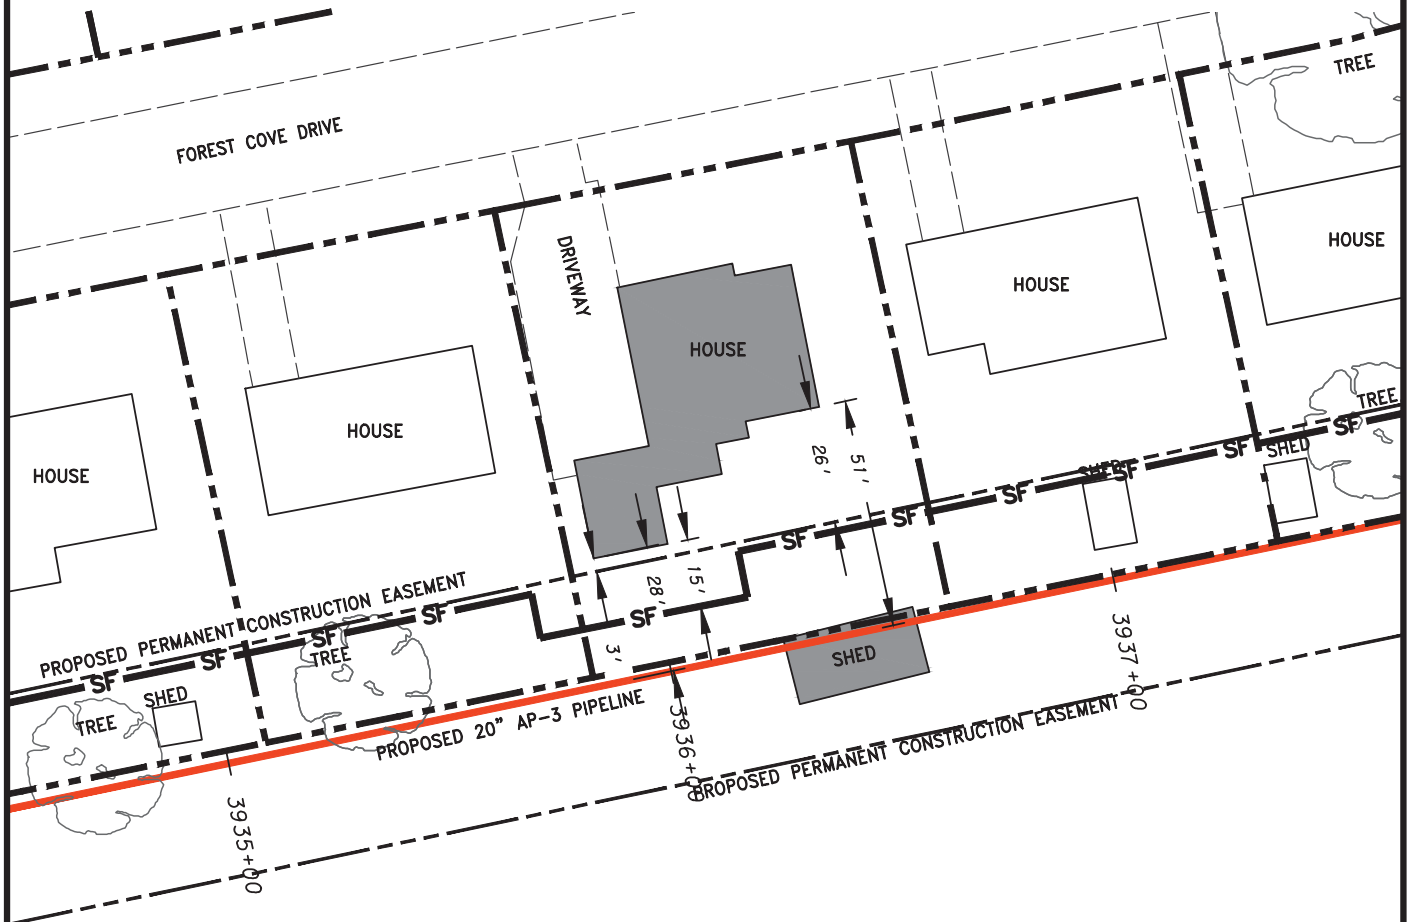 TREE
FOREST COVE DRIVE
HOUSE
DRIVEWAY
HOUSE
HOUSE
TREE
HOUSE
SF
SHED
SF
HOUSE
26'
51'
SHED
SF
SF
SF
SF
28'
15'
SF
PROPOSED PERMANENT CONSTRUCTION EASEMENT
SF
SF
SF
SF
3'
TREE
SHED
TREE
SHED
PROPOSED 20" AP-3 PIPELINE
3937+00
3936+00
PROPOSED PERMANENT CONSTRUCTION EASEMENT
3935+00